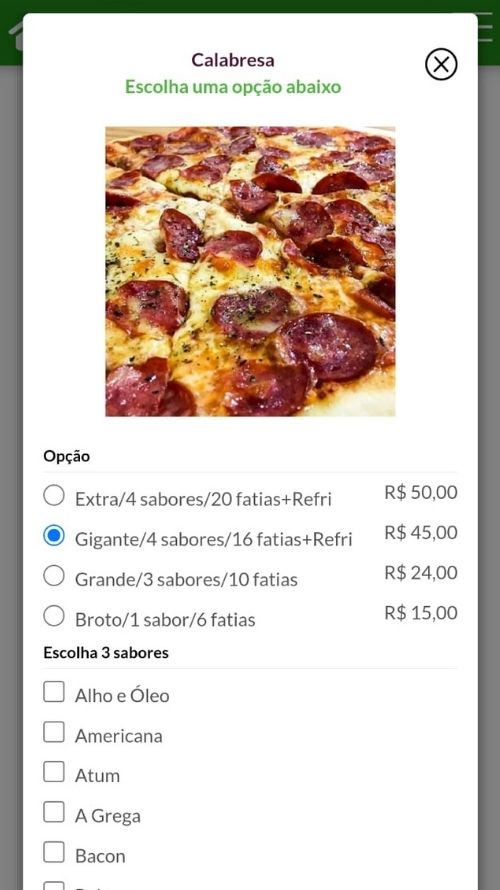 Calabresa
Escolha uma opção abaixo
Opção
Extra/4 sabores/20 fatias+Refri R$ 50,00
Gigante/4 sabores/16 fatias+Refri R$ 45,00
Grande/3 sabores/10 fatias R$ 24,00
Broto/1 sabor/6 fatias R$ 15,00
Escolha 3 sabores
Alho e Óleo
Americana
Atum
A Grega
Bacon